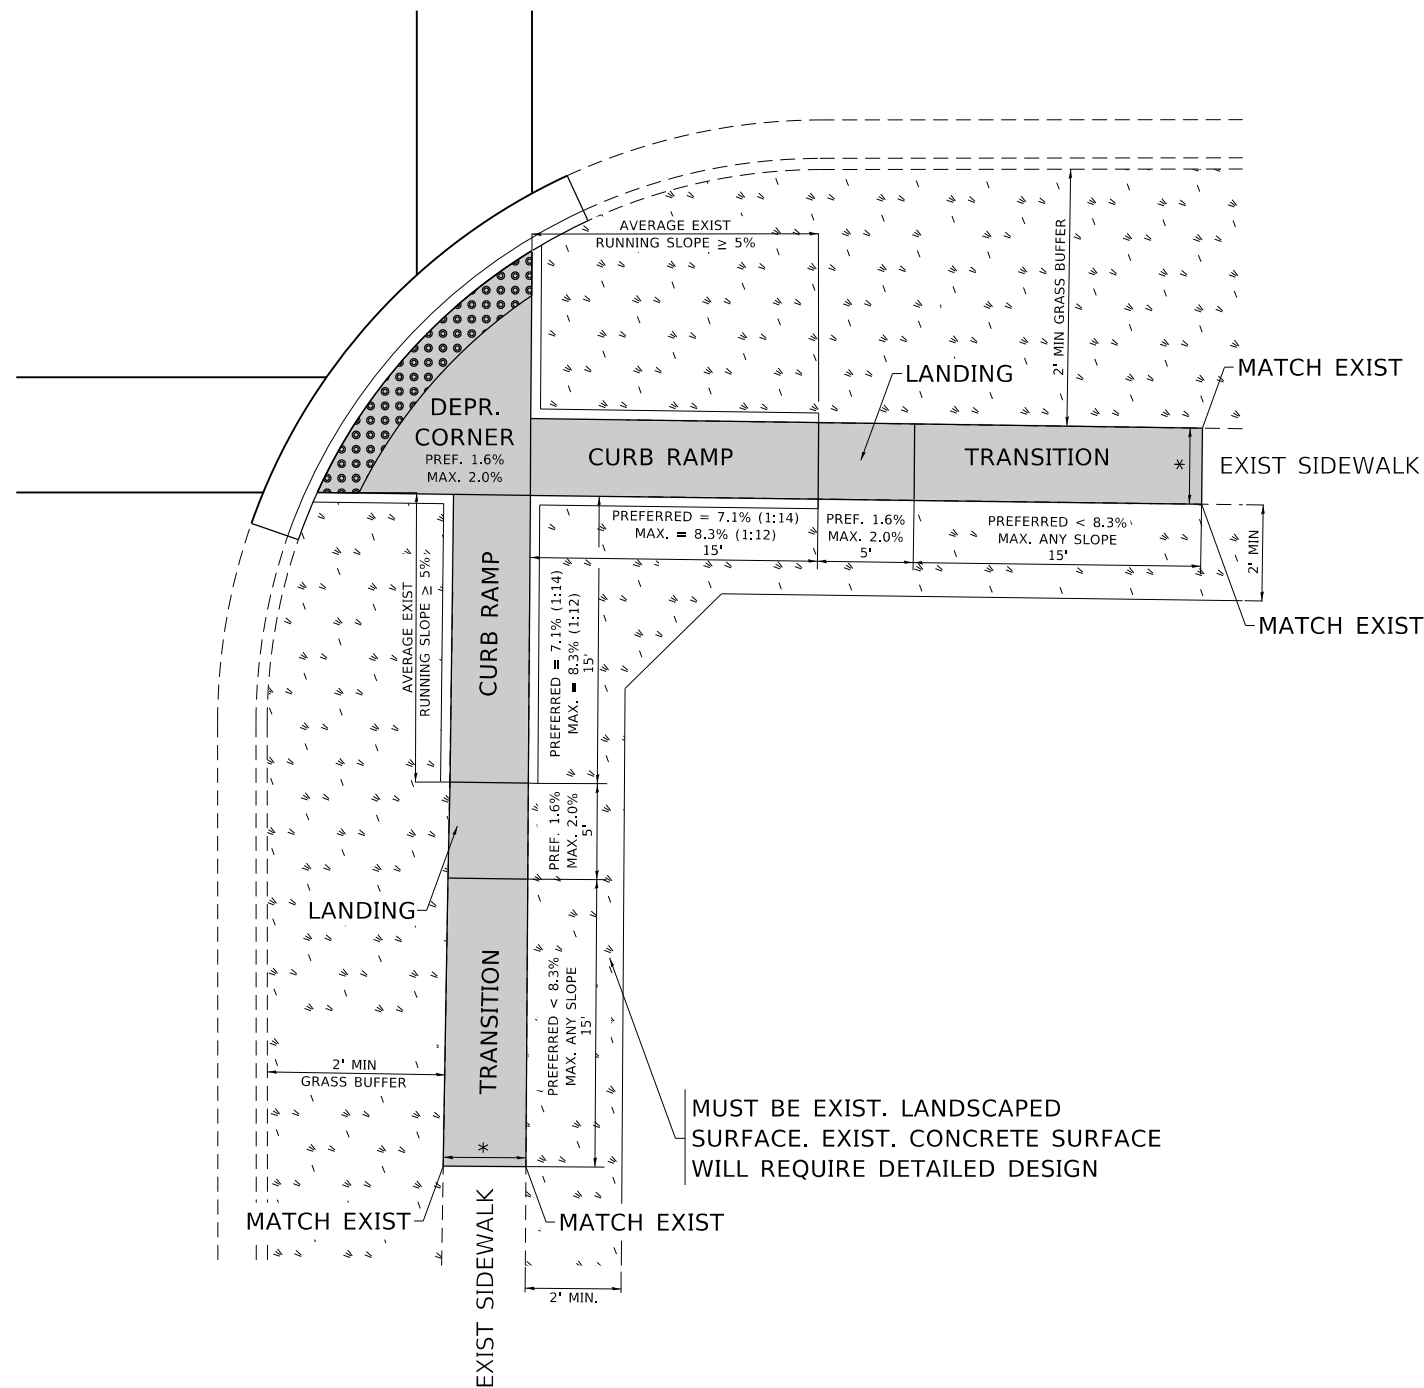 AVERAGE EXIST
RUNNING SLOPE ≥ 5%
2' MIN GRASS BUFFER
LANDING
MATCH EXIST
DEPR.
CORNER
PREF. 1.6%
MAX. 2.0%
CURB RAMP
TRANSITION
*
EXIST SIDEWALK
PREFERRED = 7.1% (1:14)
MAX. = 8.3% (1:12)
15'
PREF. 1.6%
MAX. 2.0%
5'
PREFERRED < 8.3%
MAX. ANY SLOPE
15'
2' MIN
MATCH EXIST
AVERAGE EXIST
RUNNING SLOPE ≥ 5%
CURB RAMP
PREFERRED = 7.1% (1:14)
MAX. = 8.3% (1:12)
15'
PREF. 1.6%
MAX. 2.0%
5'
LANDING
TRANSITION
PREFERRED < 8.3%
MAX. ANY SLOPE
15'
2' MIN
GRASS BUFFER
MUST BE EXIST. LANDSCAPED
SURFACE. EXIST. CONCRETE SURFACE
WILL REQUIRE DETAILED DESIGN
*
MATCH EXIST
MATCH EXIST
EXIST SIDEWALK
2' MIN.